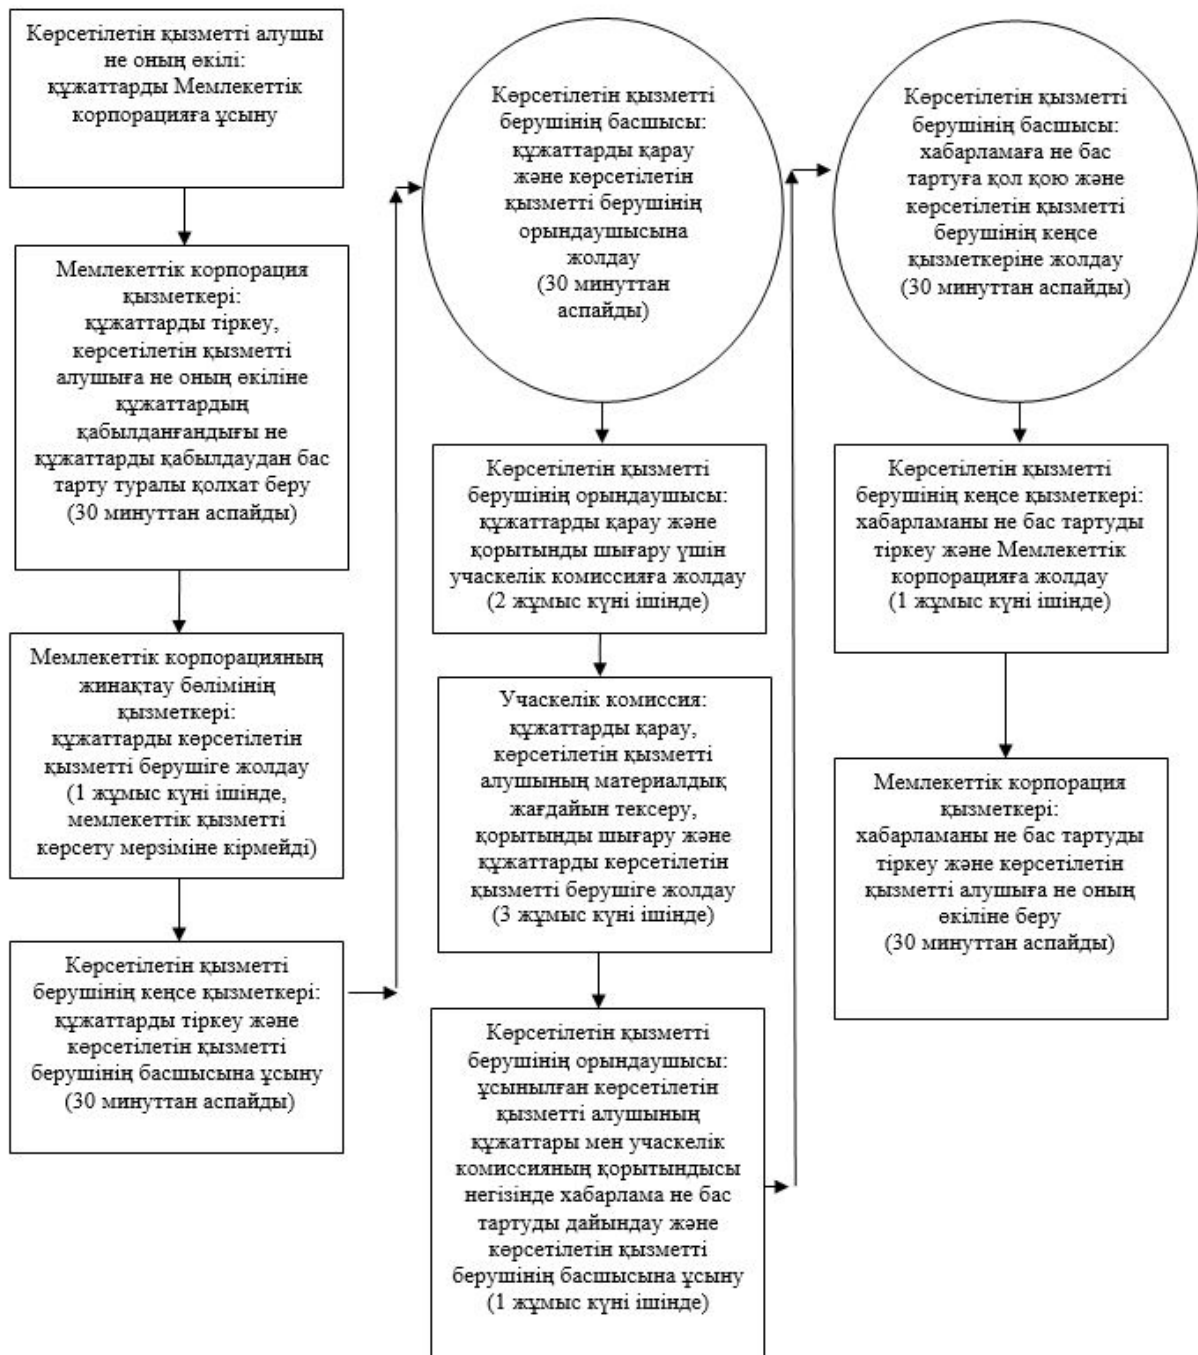 Көрсетілетін қызметті алушы
не оның өкілі:
құжаттарды Мемлекеттік
корпорацияға ұсыну
Мемлекеттік корпорация
қызметкері:
құжаттарды тіркеу,
көрсетілетін қызметті
алушыға не оның өкіліне
құжаттардың
қабылданғандығы не
құжаттарды қабылдаудан бас
тарту туралы қолхат беру
(30 минуттан аспайды)
Мемлекеттік корпорацияның
жинақтау бөлімінің
қызметкері:
құжаттарды көрсетілетін
қызметті берушіге жолдау
(1 жұмыс күні ішінде,
мемлекеттік қызметті
көрсету мерзіміне кірмейді)
Көрсетілетін қызметті
берушінің кеңсе қызметкері:
құжаттарды тіркеу және
көрсетілетін қызметті
берушінің басшысына ұсыну
(30 минуттан аспайды)
Көрсетілетін қызметті
берушінің басшысы:
құжаттарды қарау
және көрсетілетін
қызметті берушінің
орындаушысына
жолдау
(30 минуттан
аспайды)
Көрсетілетін қызметті
берушінің орындаушысы:
құжаттарды қарау және
қорытынды шығару үшін
учаскелік комиссияға жолдау
(2 жұмыс күні ішінде)
Учаскелік комиссия:
құжаттарды қарау,
көрсетілетін қызметті
алушының материалдық
жағдайын тексеру,
қорытынды шығару және
құжаттарды көрсетілетін
қызметті берушіге жолдау
(3 жұмыс күні ішінде)
Көрсетілетін қызметті
берушінің орындаушысы:
ұсынылған көрсетілетін
қызметті алушының
құжаттары мен учаскелік
комиссияның қорытындысы
негізінде хабарлама не бас
тартуды дайындау және
көрсетілетін қызметті
берушінің басшысына ұсыну
(1 жұмыс күні ішінде)
Көрсетілетін қызметті
берушінің басшысы:
хабарламаға не бас
тартуға қол қою және
көрсетілетін қызметті
берушінің кеңсе
қызметкеріне жолдау
(30 минуттан аспайды)
Көрсетілетін қызметті
берушінің кеңсе қызметкері:
хабарламаны не бас тартуды
тіркеу және Мемлекеттік
корпорацияға жолдау
(1 жұмыс күні ішінде)
Мемлекеттік корпорация
қызметкері:
хабарламаны не бас тартуды
тіркеу және көрсетілетін
қызметті алушыға не оның
өкіліне беру
(30 минуттан аспайды)